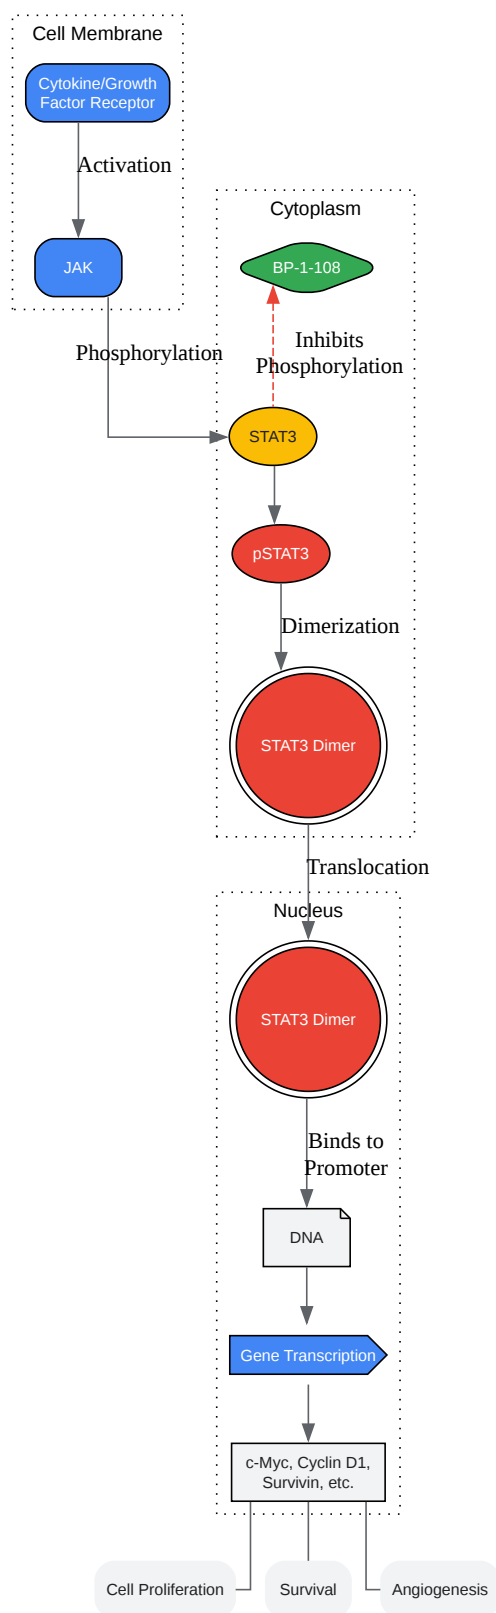 Cell Membrane
Cytokine/Growth
Factor Receptor
Activation
Cytoplasm
JAK
BP-1-108
Phosphorylation
Inhibits
Phosphorylation
STAT3
pSTAT3
Dimerization
STAT3 Dimer
Translocation
Nucleus
STAT3 Dimer
Binds to
Promoter
DNA
Gene Transcription
c-Myc, Cyclin D1,
Survivin, etc.
Cell Proliferation
Survival
Angiogenesis